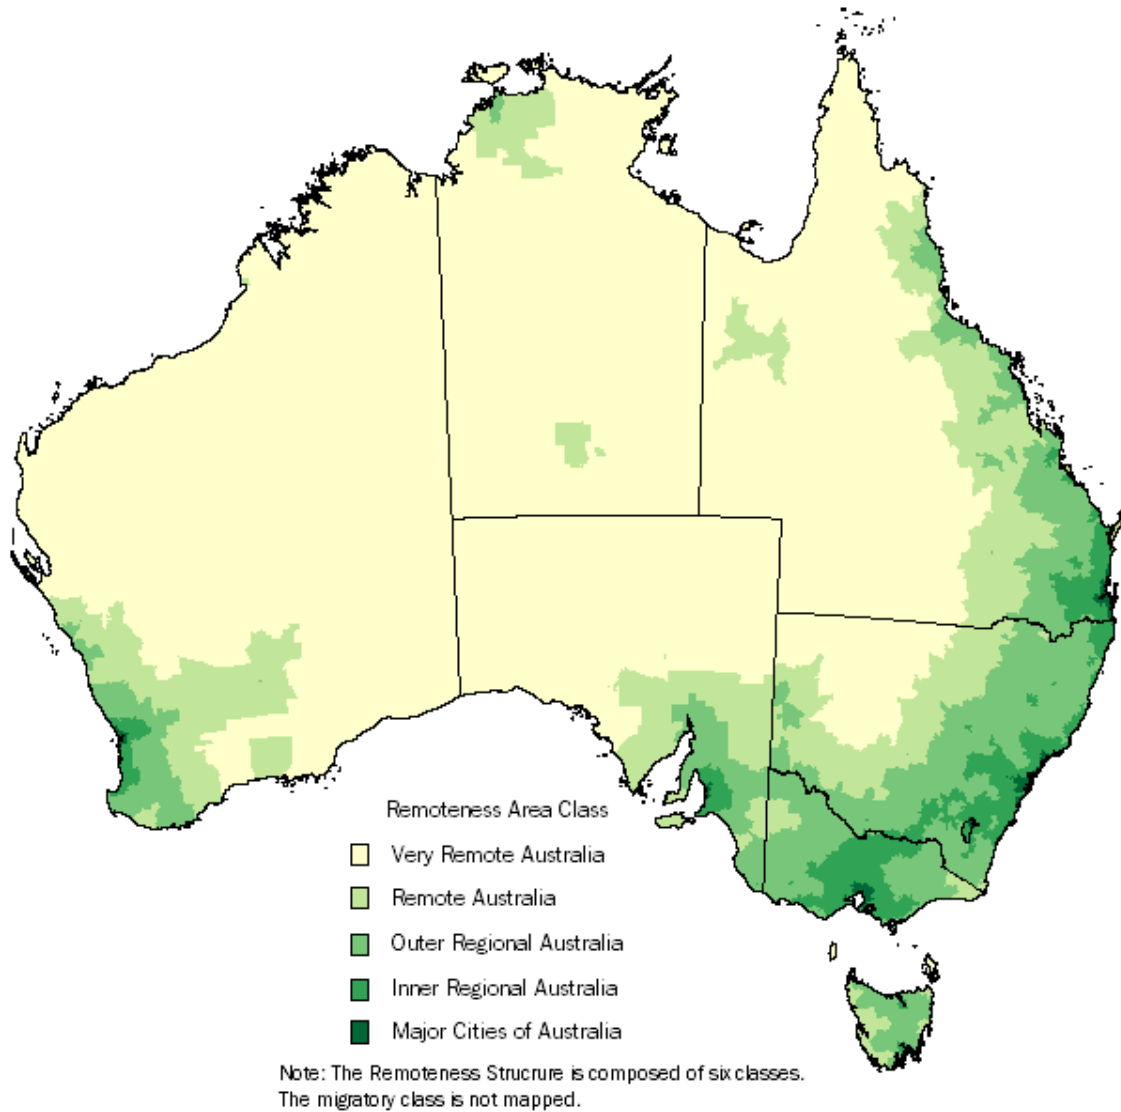 Remoteness Area Class
Very Remote Australia
Remote Australia
Outer Regional Australia
Inner Regional Australia
Major Cities of Australia
Note: The Remoteness Strucrure is composed of six classes.
The migratory class is not mapped.